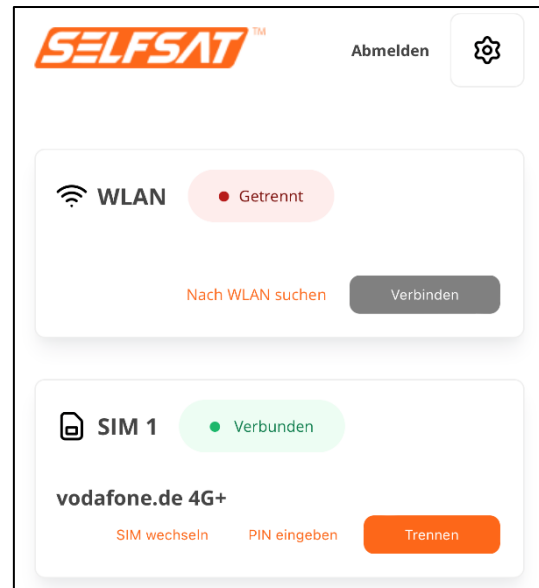 SELFSAT™
Abmelden
WLAN
Getrennt
Nach WLAN suchen
Verbinden
SIM 1
Verbunden
vodafone.de 4G+
SIM wechseln
PIN eingeben
Trennen